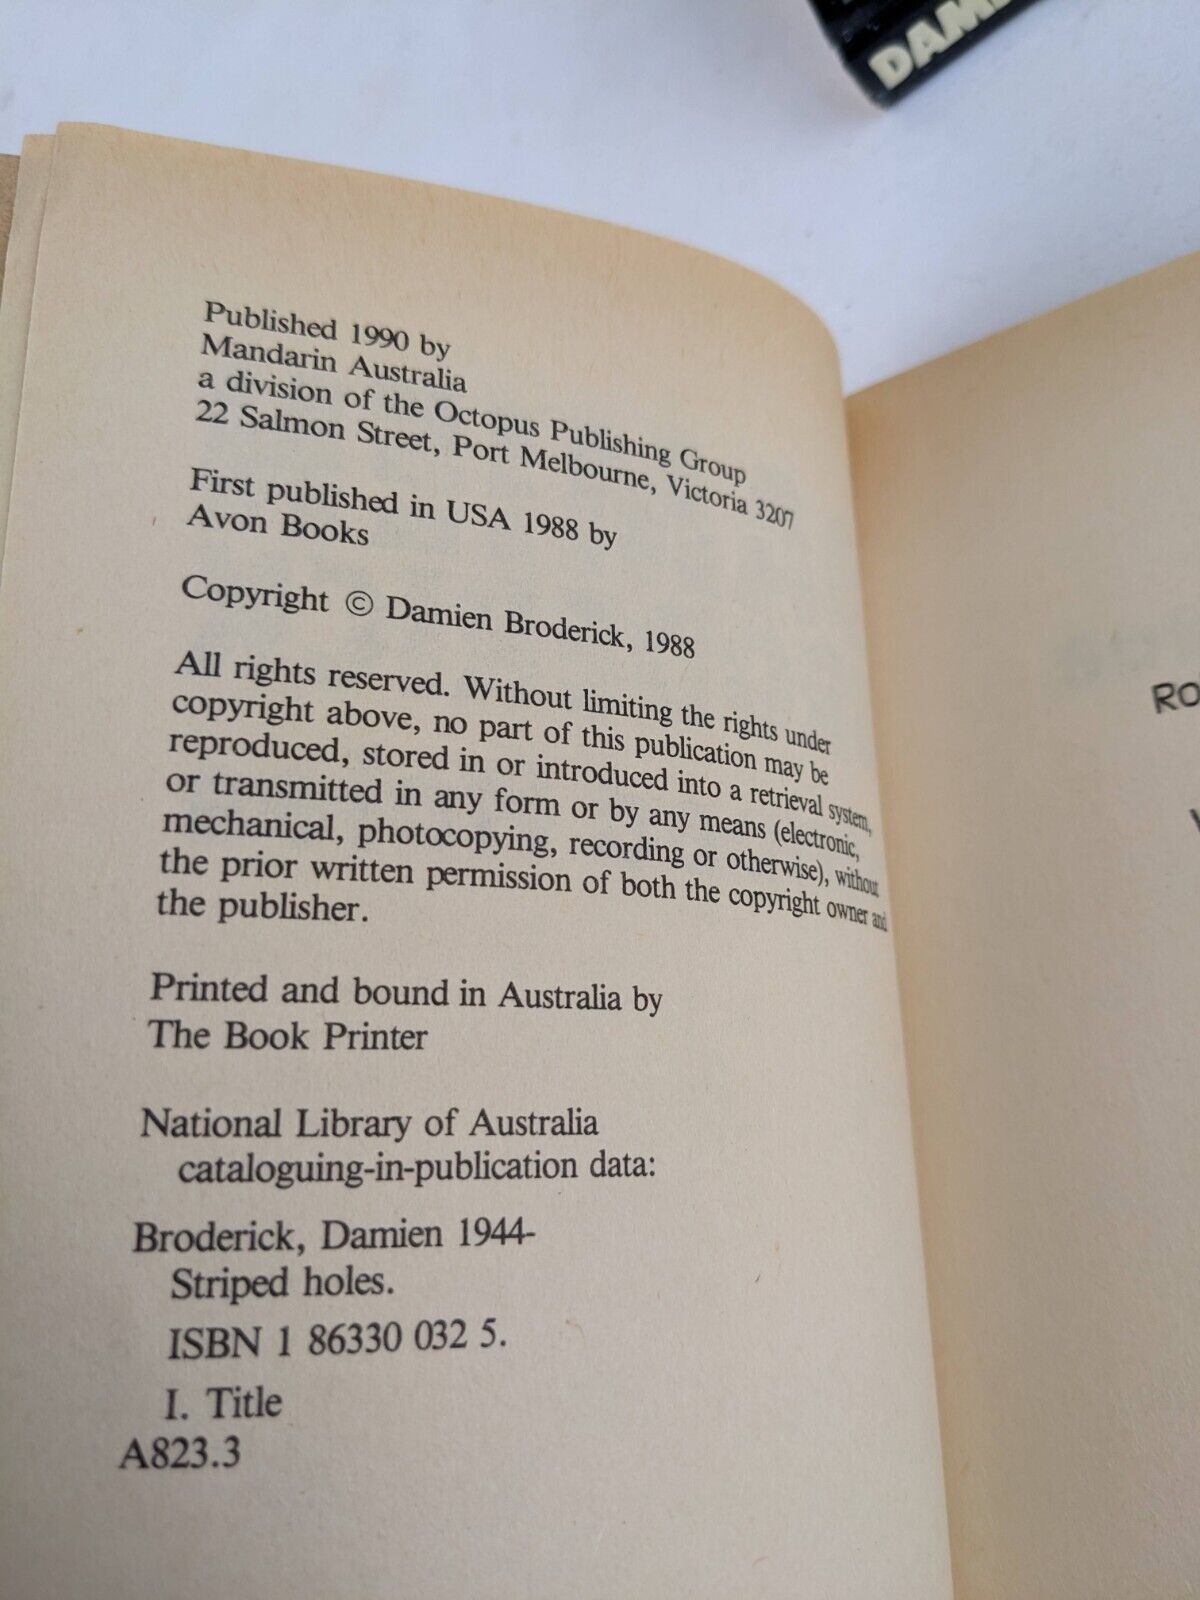 DAM
Published 1990 by
Mandarin Australia
a division of the Octopus Publishing Group
22 Salmon Street, Port Melbourne, Victoria 3207
First published in USA 1988 by
Avon Books
Copyright © Damien Broderick, 1988
All rights reserved. Without limiting the rights under
copyright above, no part of this publication may be
reproduced, stored in or introduced into a retrieval system,
or transmitted in any form or by any means (electronic,
mechanical, photocopying, recording or otherwise), without
the prior written permission of both the copyright owner and
the publisher.
Printed and bound in Australia by
The Book Printer
National Library of Australia
cataloguing-in-publication data:
Broderick, Damien 1944-
Striped holes.
ISBN 1 86330 032 5.
I. Title
A823.3
RO